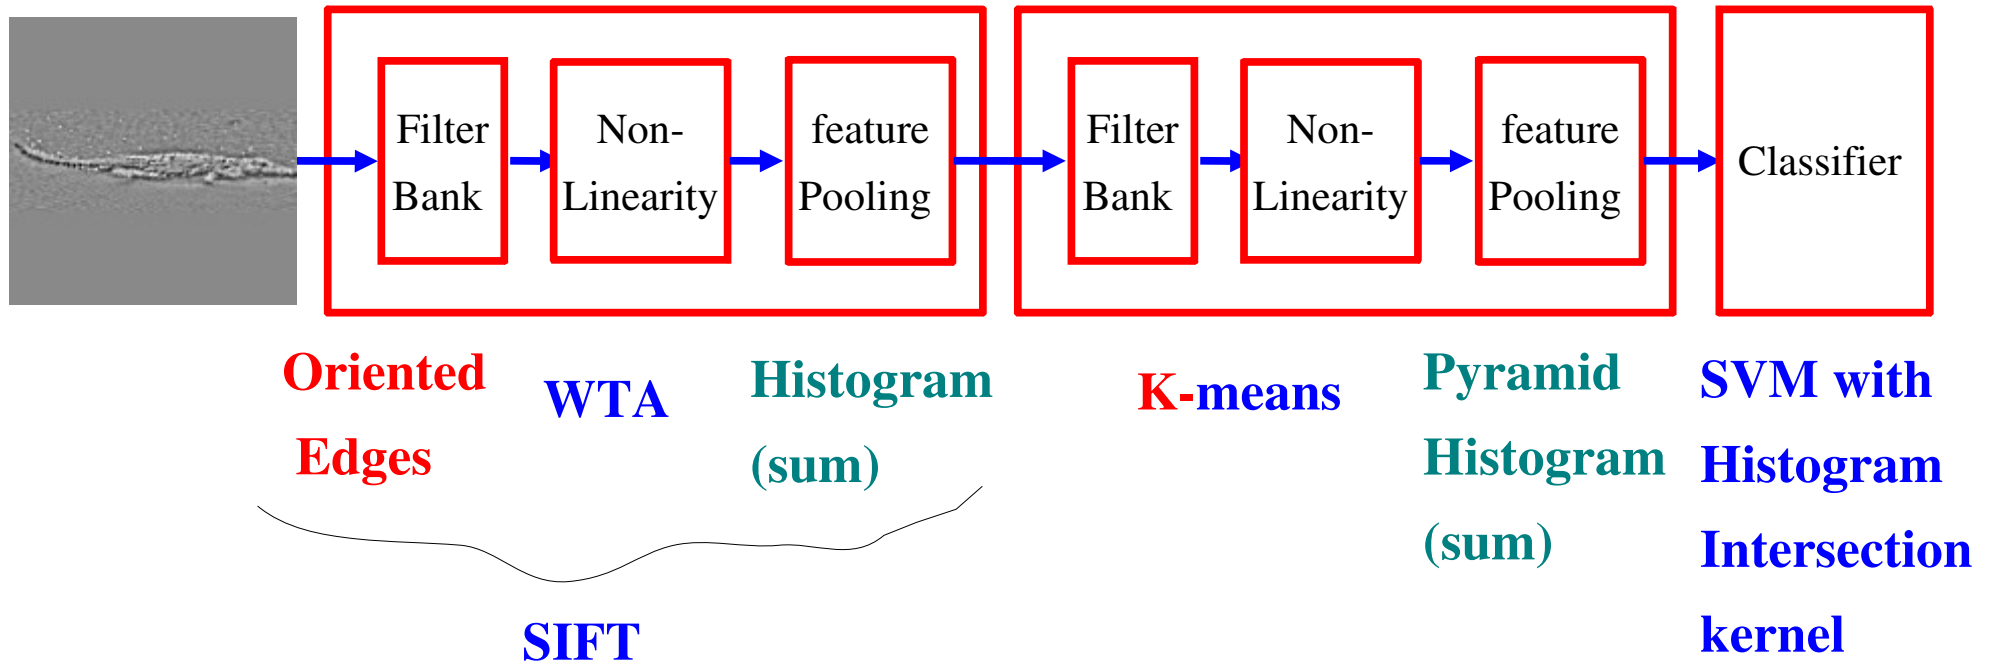 Filter
Bank
Non-
Linearity
feature
Pooling
Filter
Bank
Non-
Linearity
feature
Pooling
Classifier
Oriented
Edges
WTA
Histogram
(sum)
K-means
Pyramid
Histogram
(sum)
SVM with
Histogram
Intersection
kernel
SIFT